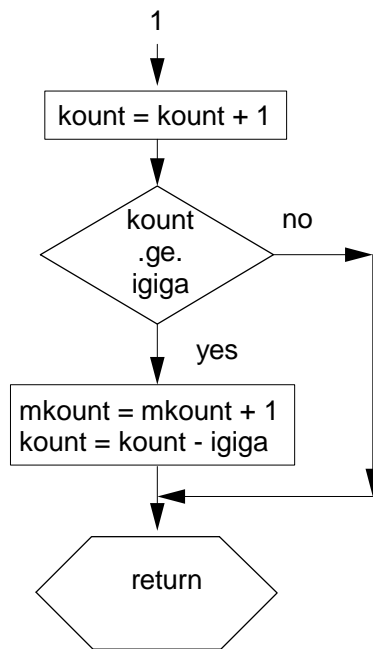 1
kount = kount + 1
kount
.ge.
igiga
no
yes
mkount = mkount + 1
kount = kount - igiga
return